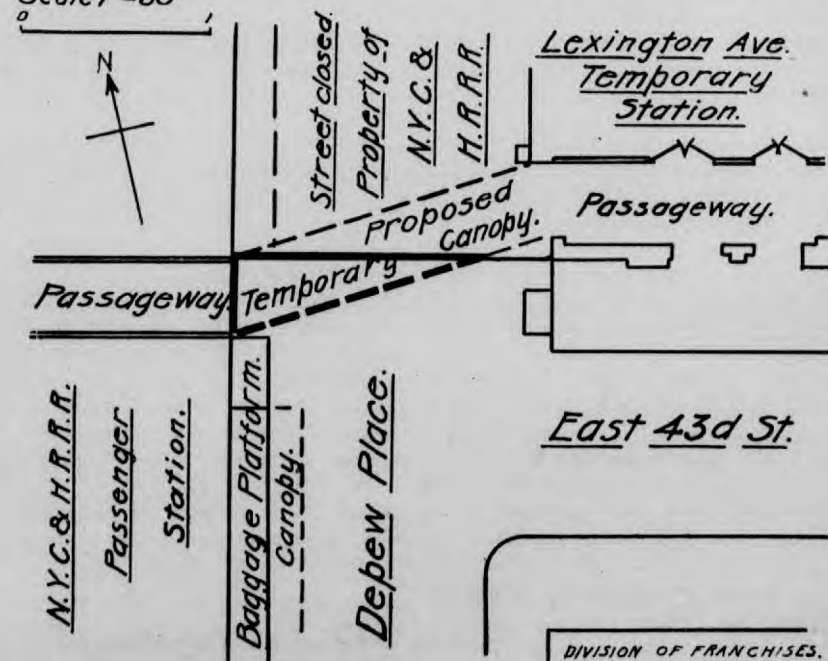 0
N
Street closed.
Property of
N.Y.C. &
H.R.R.R.
Lexington Ave.
Temporary
Station.
Proposed
Canopy.
Passageway.
Passageway.
Temporary
N.Y.C. & H.R.R.R.
Passenger
Station.
Baggage Platform.
Canopy.
Depew Place.
East 43d St.
DIVISION OF FRANCHISES.